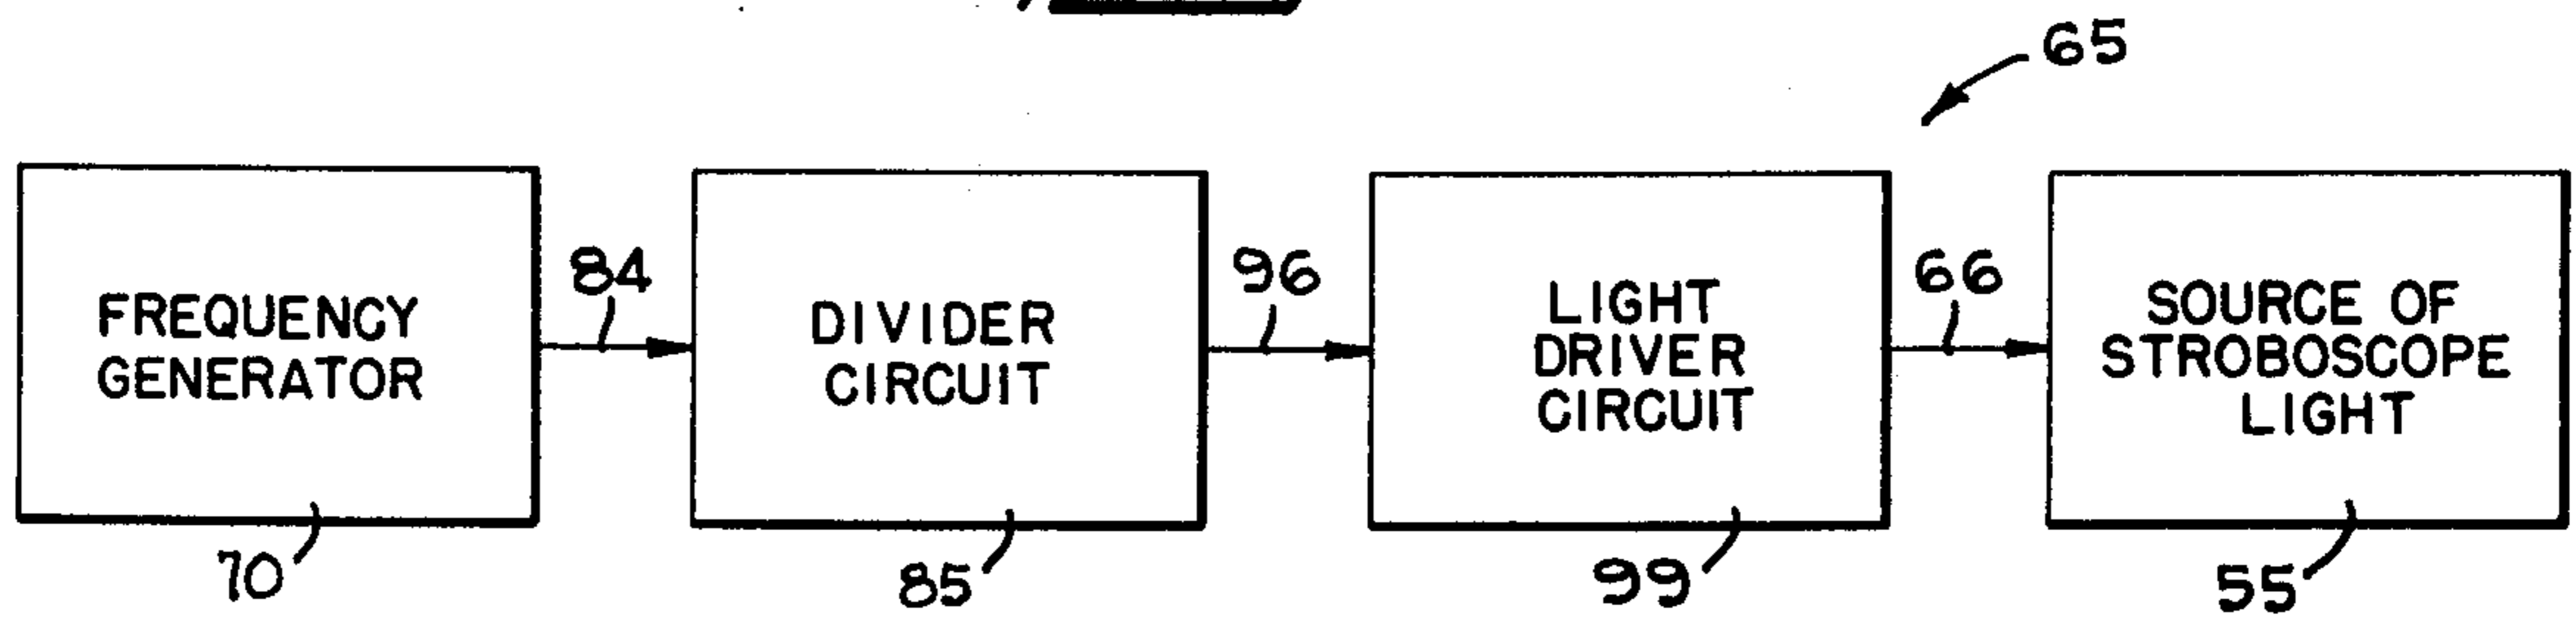 65
FREQUENCY
GENERATOR
84
DIVIDER
CIRCUIT
96
LIGHT
DRIVER
CIRCUIT
66
SOURCE OF
STROBOSCOPE
LIGHT
70
85
99
55